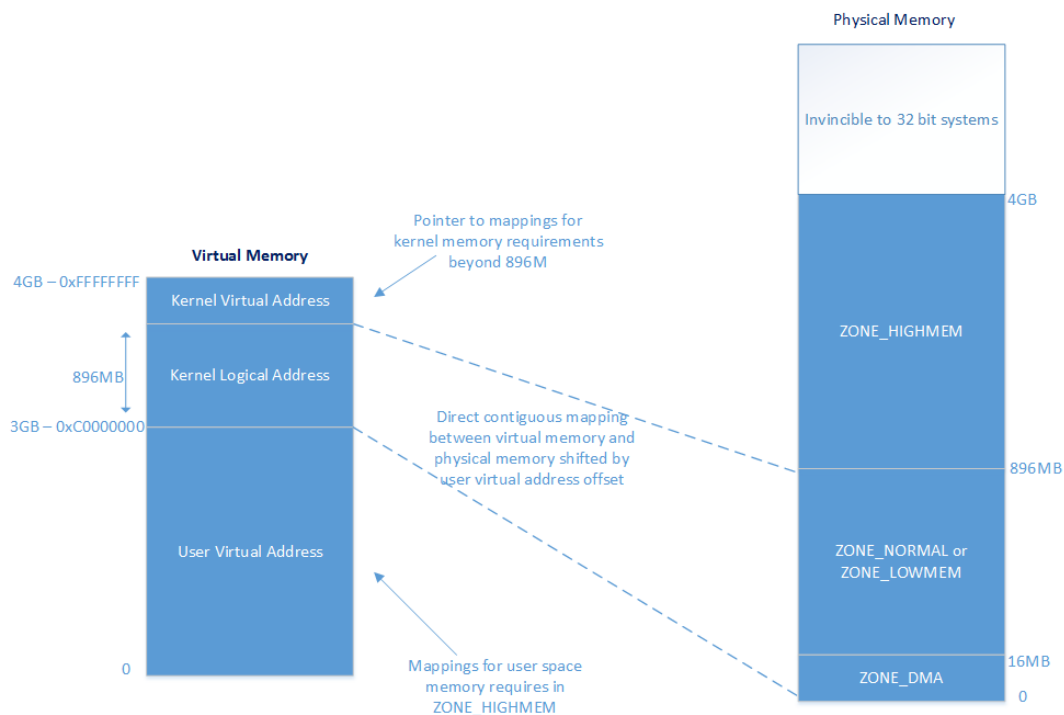 Physical Memory
Invincible to 32 bit systems
4GB
Pointer to mappings for
kernel memory requirements
beyond 896M
Virtual Memory
4GB – 0xFFFFFFFF
Kernel Virtual Address
ZONE_HIGHMEM
896MB
Kernel Logical Address
3GB – 0xC0000000
Direct contiguous mapping
between virtual memory and
physical memory shifted by
user virtual address offset
896MB
User Virtual Address
ZONE_NORMAL or
ZONE_LOWMEM
0
Mappings for user space
memory requires in
ZONE_HIGHMEM
16MB
ZONE_DMA
0